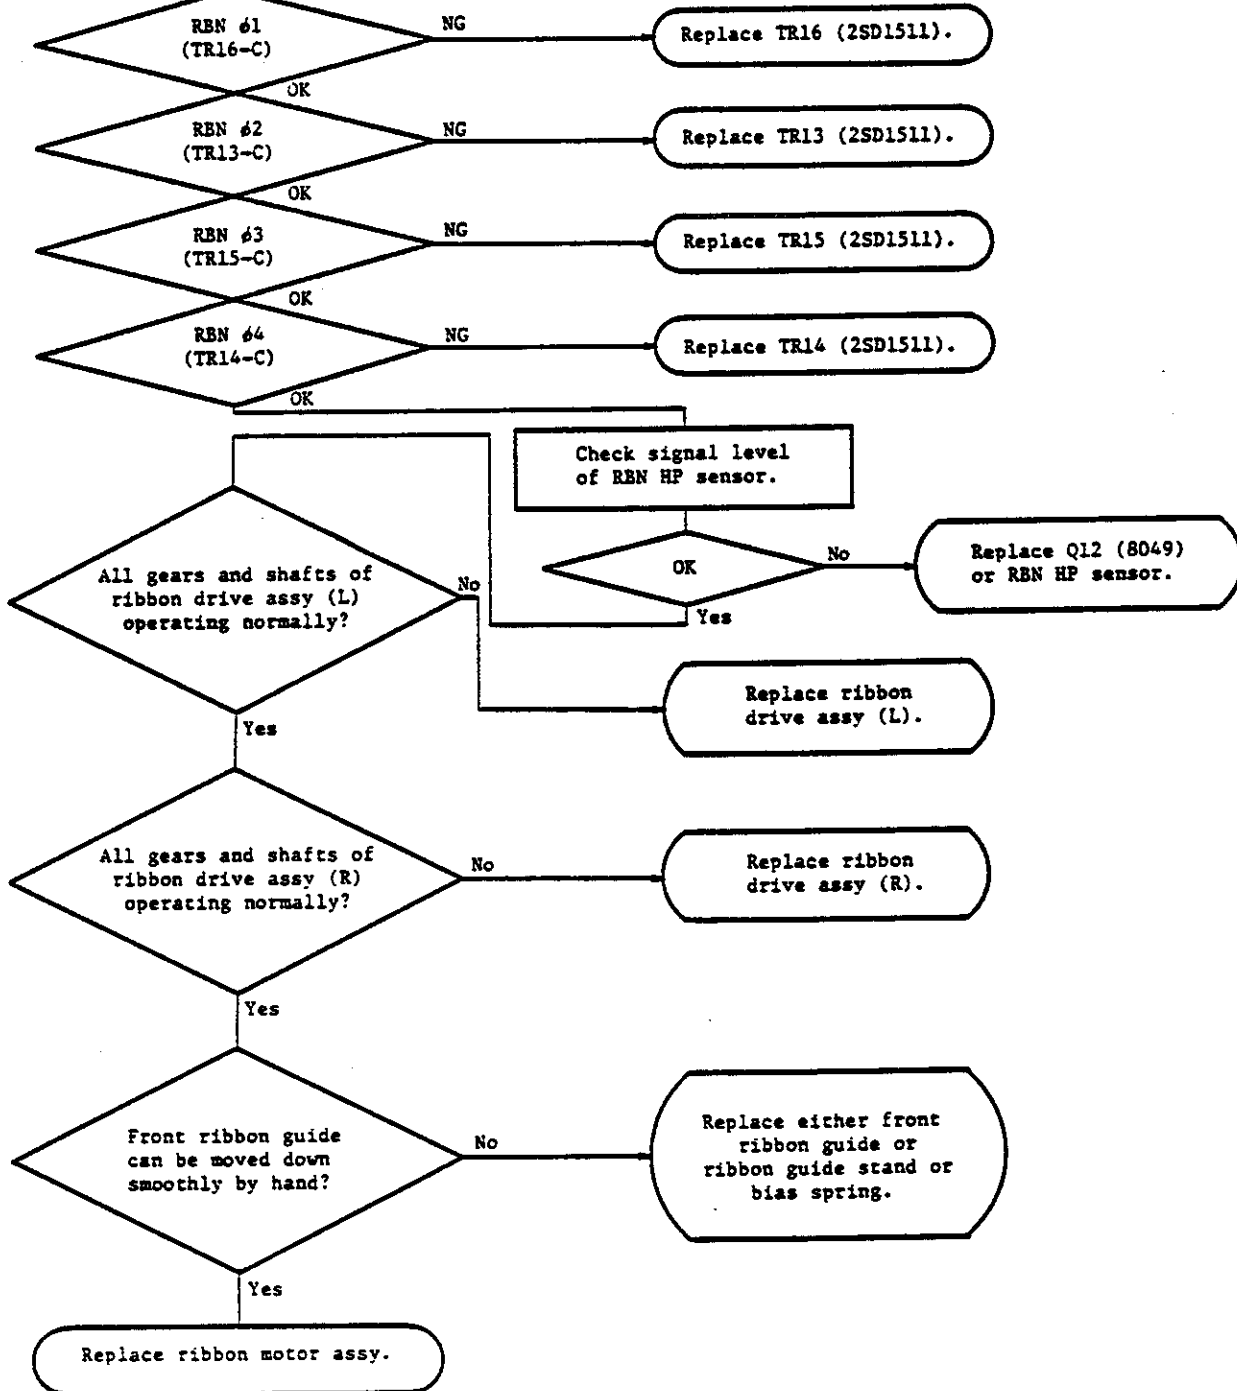 RBN ø1
(TR16-C)
NG
Replace TR16 (2SD1511).
OK
RBN ø2
(TR13-C)
NG
Replace TR13 (2SD1511).
OK
RBN ø3
(TR15-C)
NG
Replace TR15 (2SD1511).
OK
RBN ø4
(TR14-C)
NG
Replace TR14 (2SD1511).
OK
Check signal level
of RBN HP sensor.
OK
No
Replace Q12 (8049)
or RBN HP sensor.
Yes
All gears and shafts of
ribbon drive assy (L)
operating normally?
No
Replace ribbon
drive assy (L).
Yes
All gears and shafts of
ribbon drive assy (R)
operating normally?
No
Replace ribbon
drive assy (R).
Yes
Front ribbon guide
can be moved down
smoothly by hand?
No
Replace either front
ribbon guide or
ribbon guide stand or
bias spring.
Yes
Replace ribbon motor assy.